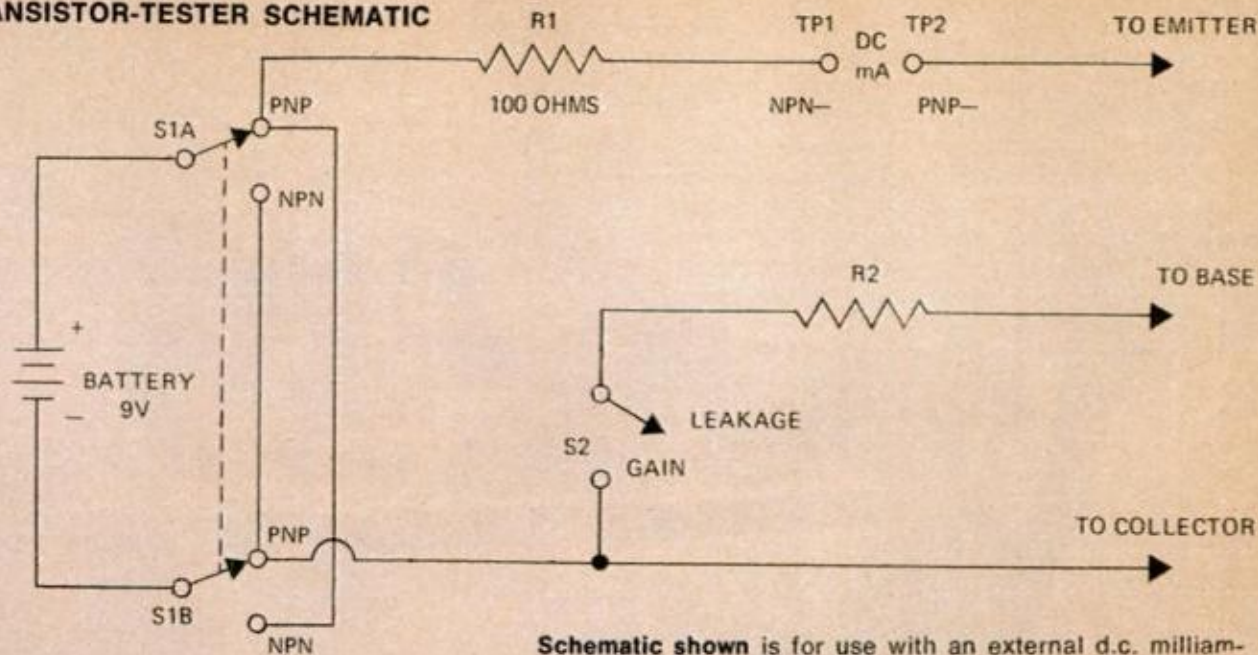 ANSISTOR-TESTER SCHEMATIC
R1
TP1
DC
mA
TP2
TO EMITTER
100 OHMS
NPN–
PNP–
PNP
S1A
NPN
R2
TO BASE
+
BATTERY
9V
–
LEAKAGE
S2
GAIN
PNP
TO COLLECTOR
S1B
NPN
Schematic shown is for use with an external d.c. milliam-